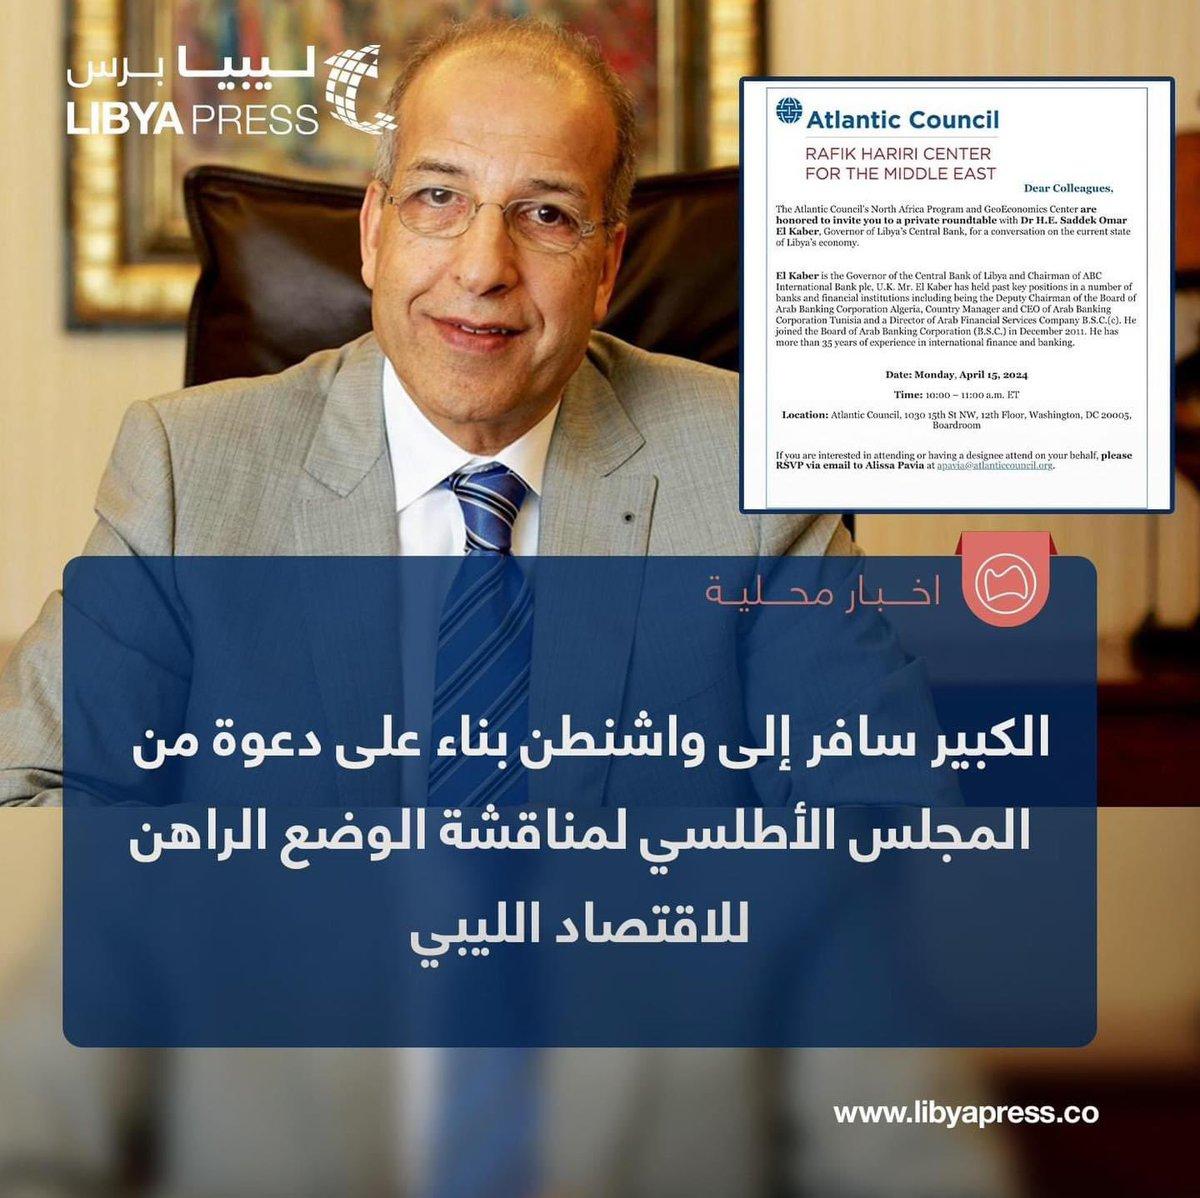 ليبيا برس
LIBYA PRESS
Atlantic Council
RAFIK HARIRI CENTER
FOR THE MIDDLE EAST
Dear Colleagues,
The Atlantic Council's North Africa Program and GeoEconomics Center are
honored to invite you to a private roundtable with Dr H.E. Saddek Omar
El Kaber, Governor of Libya's Central Bank, for a conversation on the current state
of Libya's economy.
El Kaber is the Governor of the Central Bank of Libya and Chairman of ABC
International Bank plc, U.K. Mr. El Kaber has held past key positions in a number of
banks and financial institutions including being the Deputy Chairman of the Board of
Arab Banking Corporation Algeria, Country Manager and CEO of Arab Banking
Corporation Tunisia and a Director of Arab Financial Services Company B.S.C.(c). He
joined the Board of Arab Banking Corporation (B.S.C.) in December 2011. He has
more than 35 years of experience in international finance and banking.
Date: Monday, April 15, 2024
Time: 10:00 – 11:00 a.m. ET
Location: Atlantic Council, 1030 15th St NW, 12th Floor, Washington, DC 20005,
Boardroom
If you are interested in attending or having a designee attend on your behalf, please
RSVP via email to Alissa Pavia at apavia@atlanticcouncil.org.
اخبار محلية
الكبير سافر إلى واشنطن بناء على دعوة من
المجلس الأطلسي لمناقشة الوضع الراهن
للاقتصاد الليبي
www.libyapress.co